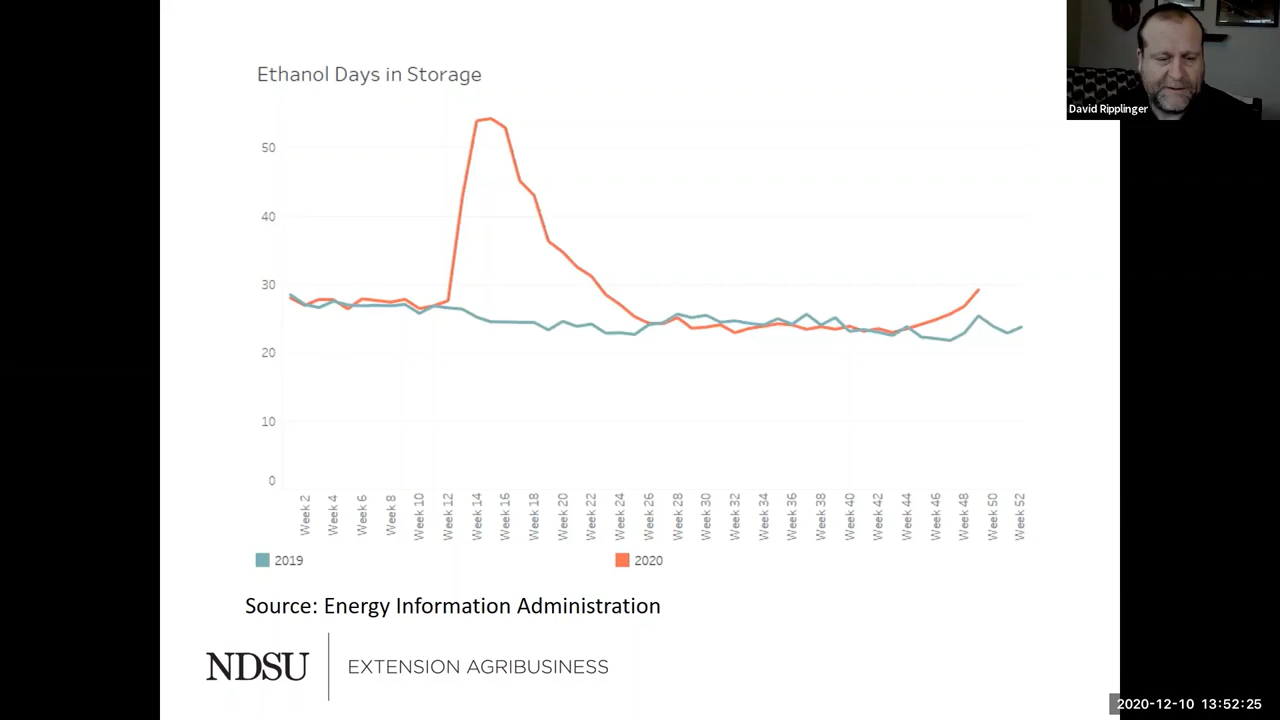 David Ripplinger
Ethanol Days in Storage
50
40
30
20
10
0
Week 2
Week 4
Week 6
Week 8
Week 10
Week 12
Week 14
Week 16
Week 18
Week 20
Week 22
Week 24
Week 26
Week 28
Week 30
Week 32
Week 34
Week 36
Week 38
Week 40
Week 42
Week 44
Week 46
Week 48
Week 50
Week 52
2019
2020
Source: Energy Information Administration
NDSU
EXTENSION AGRIBUSINESS
2020-12-10 13:52:25